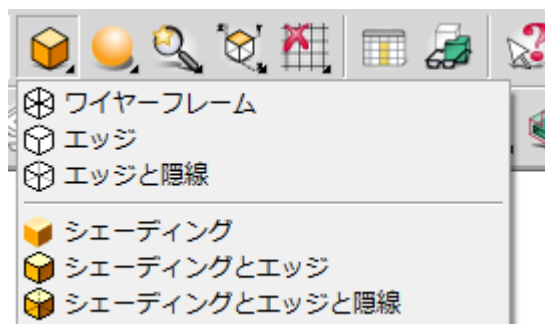 ワイヤーフレーム
エッジ
エッジと隠線
シェーディング
シェーディングとエッジ
シェーディングとエッジと隠線